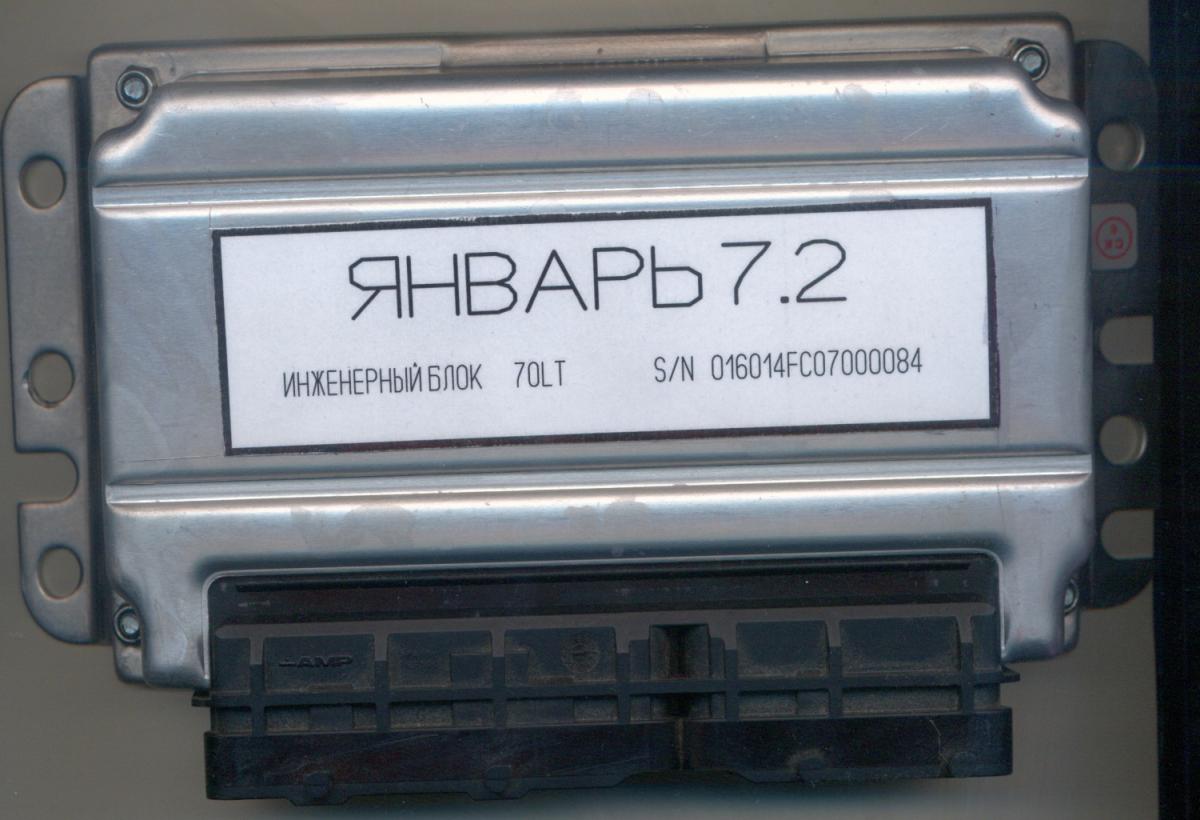 ЯНВАРЬ 7.2
ИНЖЕНЕРНЫЙ БЛОК 70LT S/N 016014FC07000084
AMP